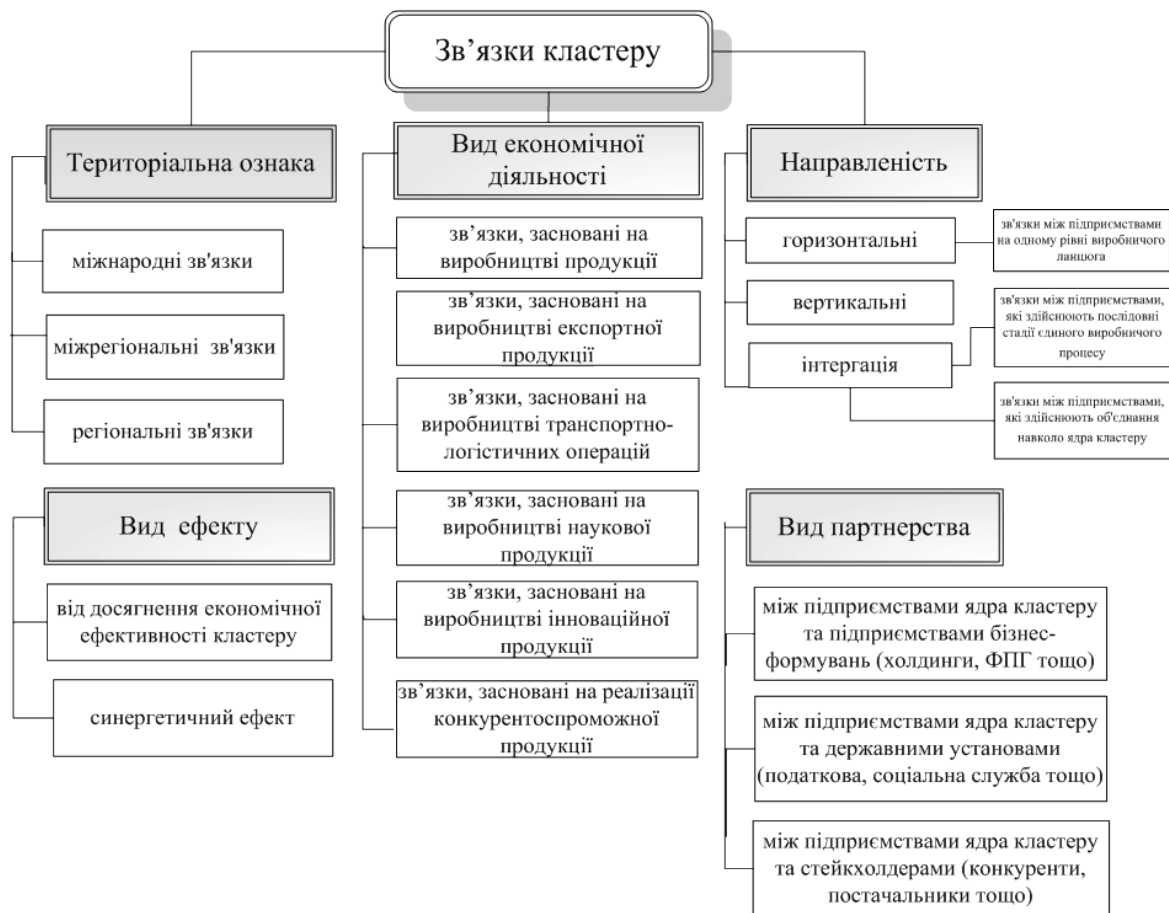 Зв’язки кластеру
Територіальна ознака
міжнародні зв'язки
міжрегіональні зв'язки
регіональні зв'язки
Вид ефекту
від досягнення економічної
ефективності кластеру
синергетичний ефект
Вид економічної
діяльності
зв’язки, засновані на
виробництві продукції
зв’язки, засновані на
виробництві експортної
продукції
зв’язки, засновані на
виробництві транспортно-
логістичних операцій
зв’язки, засновані на
виробництві наукової
продукції
зв’язки, засновані на
виробництві інноваційної
продукції
зв’язки, засновані на реалізації
конкурентоспроможної
продукції
Направленість
горизонтальні
зв'язки між підприємствами
на одному рівні виробничого
ланцюга
вертикальні
зв'язки між підприємствами,
які здійснюють послідовні
стадії єдиного виробничого
процесу
інтергація
зв'язки між підприємствами,
які здійснюють об'єднання
навколо ядра кластеру
Вид партнерства
між підприємствами ядра кластеру
та підприємствами бізнес-
формувань (холдинги, ФПГ тощо)
між підприємствами ядра кластеру
та державними установами
(податкова, соціальна служба тощо)
між підприємствами ядра кластеру
та стейкхолдерами (конкуренти,
постачальники тощо)